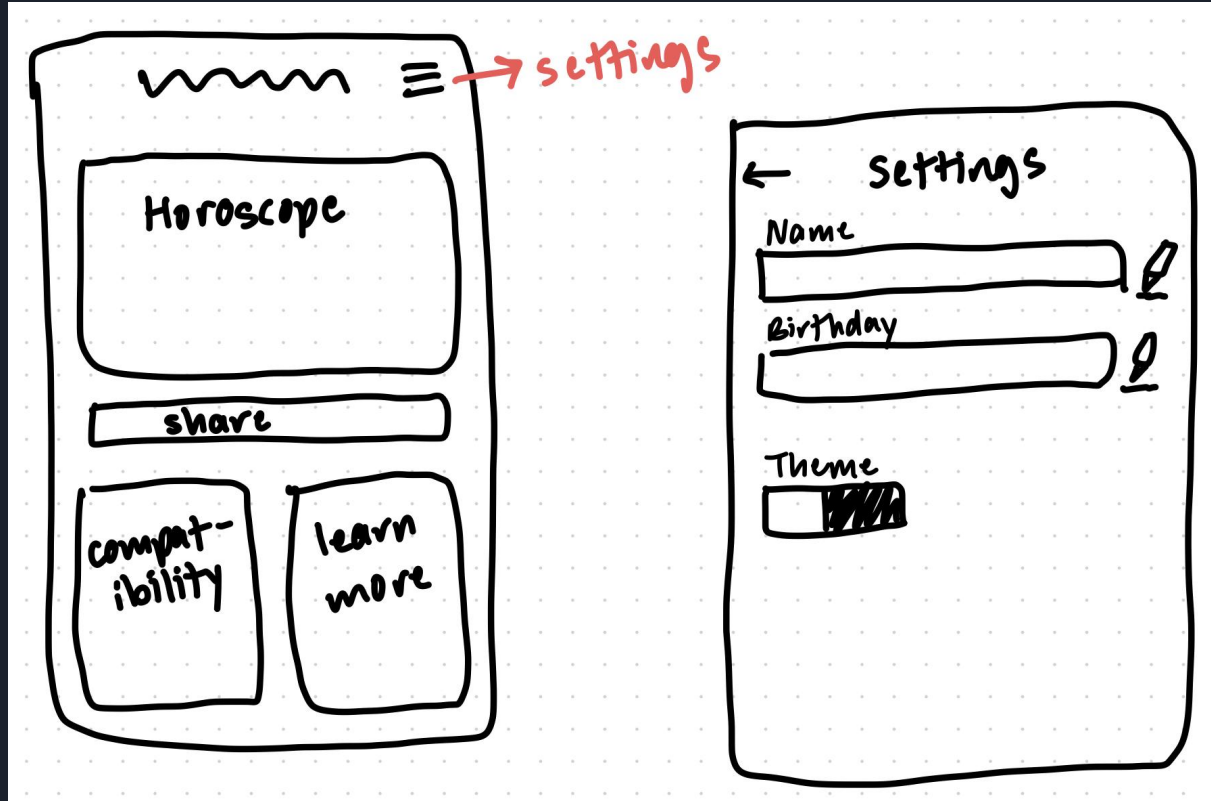 settings
Horoscope
share
compat-
ibility
learn
more
Settings
Name
Birthday
Theme